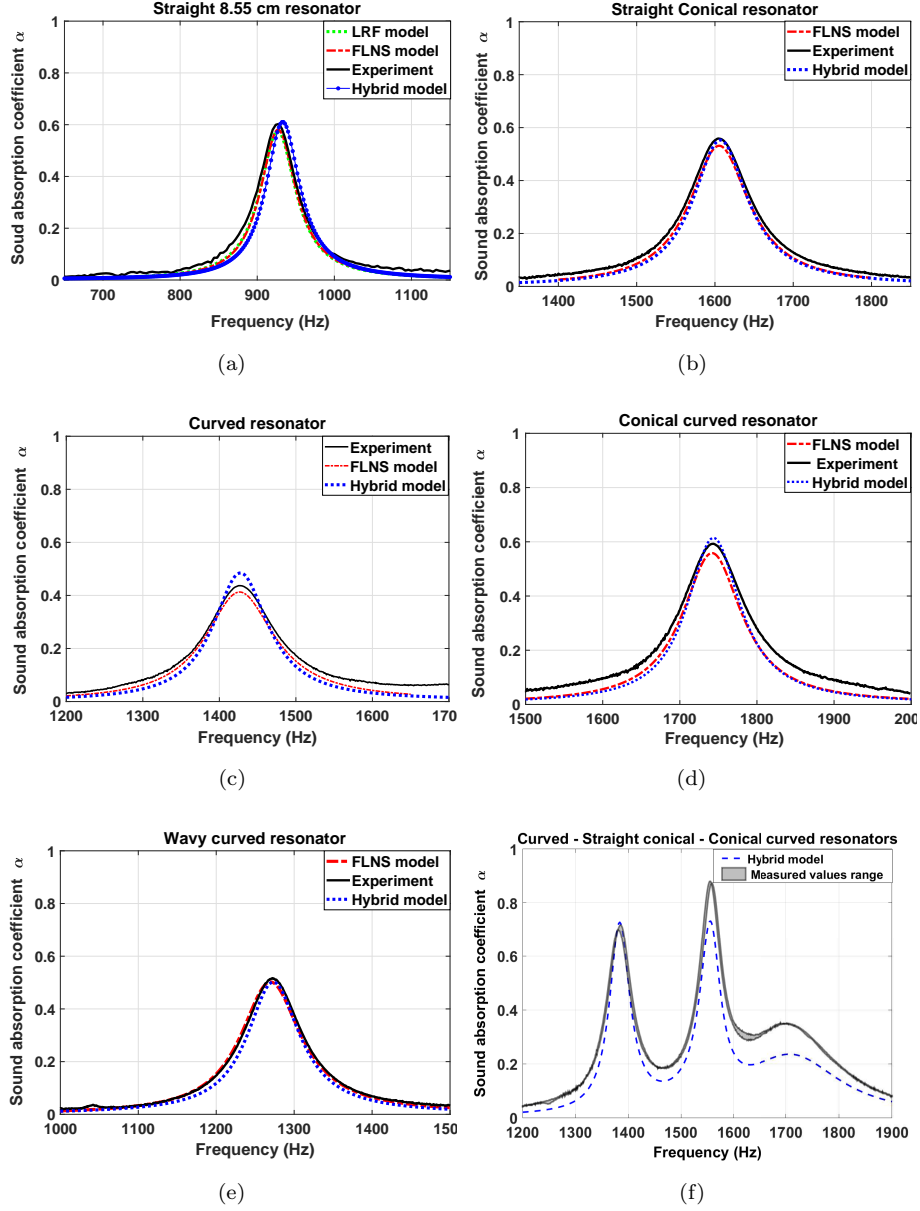 Straight 8.55 cm resonator
Soud absorption coefficient α
1
0.8
0.6
0.4
0.2
0
LRF model
FLNS model
Experiment
Hybrid model
700 800 900 1000 1100
Frequency (Hz)
(a)
Straight Conical resonator
Sound absorption coefficient α
1
0.8
0.6
0.4
0.2
0
FLNS model
Experiment
Hybrid model
1400 1500 1600 1700 1800
Frequency (Hz)
(b)
Curved resonator
Sound absorption coefficient α
1
0.8
0.6
0.4
0.2
0
Experiment
FLNS model
Hybrid model
1200 1300 1400 1500 1600 170
Frequency (Hz)
(c)
Conical curved resonator
Sound absorption coefficient α
1
0.8
0.6
0.4
0.2
0
FLNS model
Experiment
Hybrid model
1500 1600 1700 1800 1900 200
Frequency (Hz)
(d)
Wavy curved resonator
Sound absorption coefficient α
1
0.8
0.6
0.4
0.2
0
FLNS model
Experiment
Hybrid model
1000 1100 1200 1300 1400 150
Frequency (Hz)
(e)
Curved - Straight conical - Conical curved resonators
Sound absorption coefficient α
1
0.8
0.6
0.4
0.2
0
Hybrid model
Measured values range
1200 1300 1400 1500 1600 1700 1800 1900
Frequency (Hz)
(f)